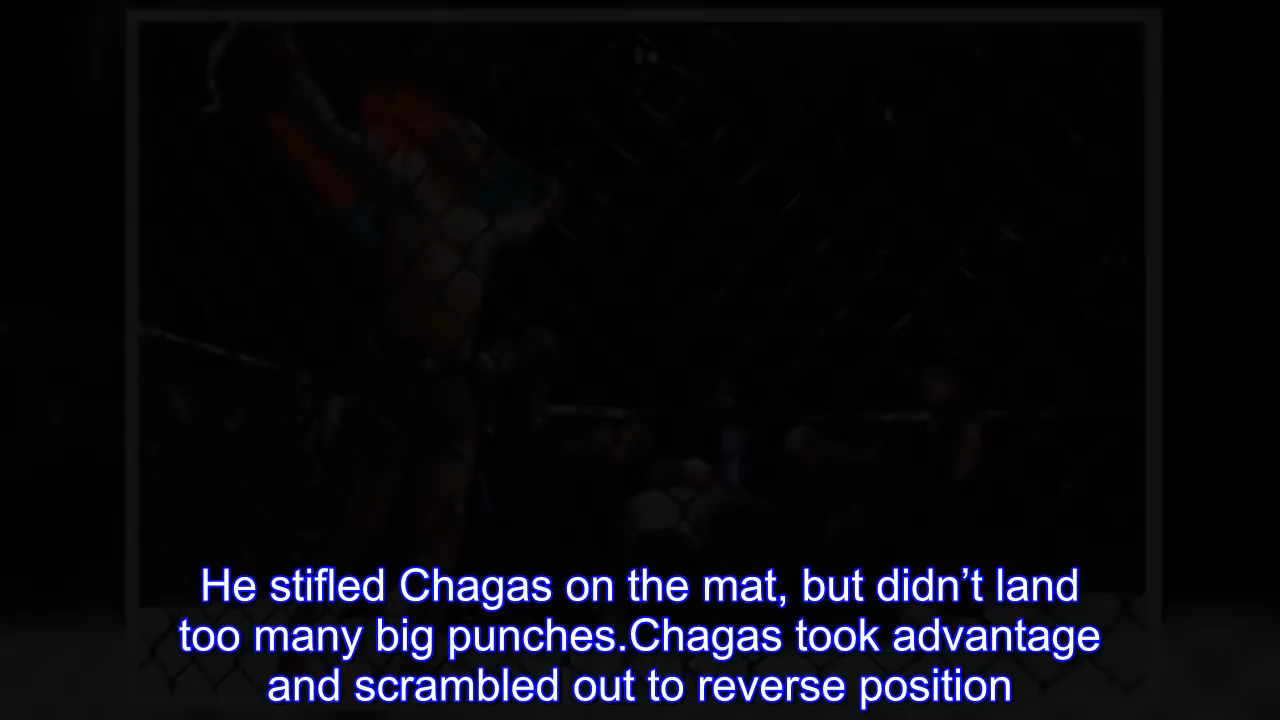 He stifled Chagas on the mat, but didn’t land
too many big punches.Chagas took advantage
and scrambled out to reverse position